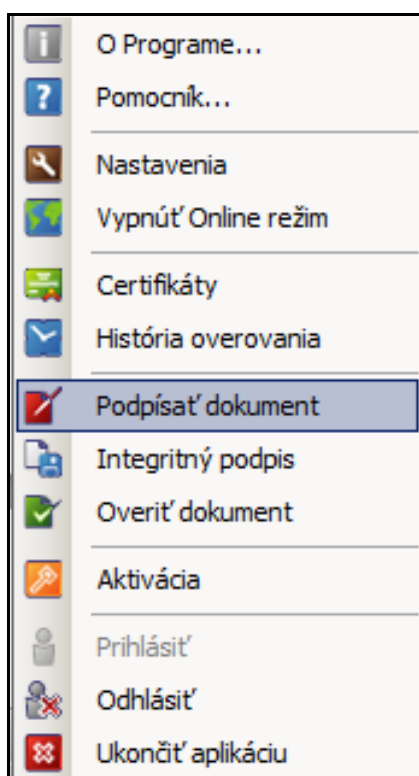 O Programe...
Pomocník...
Nastavenia
Vypnúť Online režim
Certifikáty
História overovania
Podpísať dokument
Integritný podpis
Overiť dokument
Aktivácia
Prihlásiť
Odhlásiť
Ukončiť aplikáciu